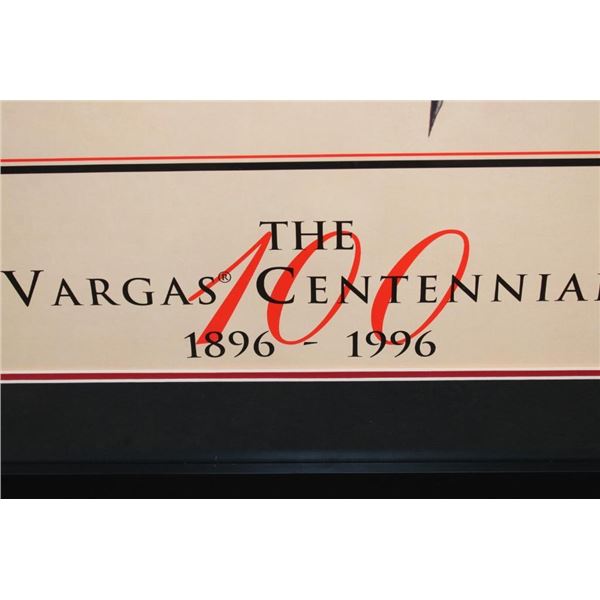 THE
VARGAS® CENTENNIAL
100
1896 - 1996